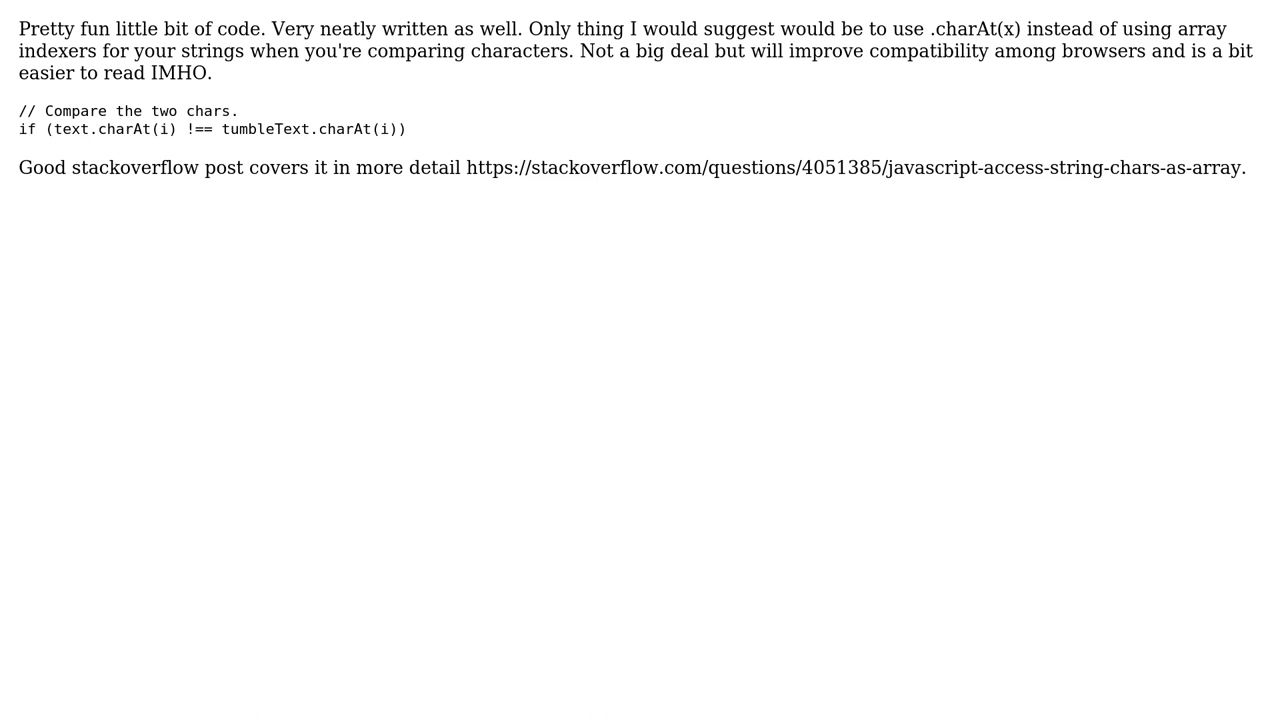 Pretty fun little bit of code. Very neatly written as well. Only thing I would suggest would be to use .charAt(x) instead of using array
indexers for your strings when you're comparing characters. Not a big deal but will improve compatibility among browsers and is a bit
easier to read IMHO.
// Compare the two chars.
if (text.charAt(i) !== tumbleText.charAt(i))
Good stackoverflow post covers it in more detail https://stackoverflow.com/questions/4051385/javascript-access-string-chars-as-array.